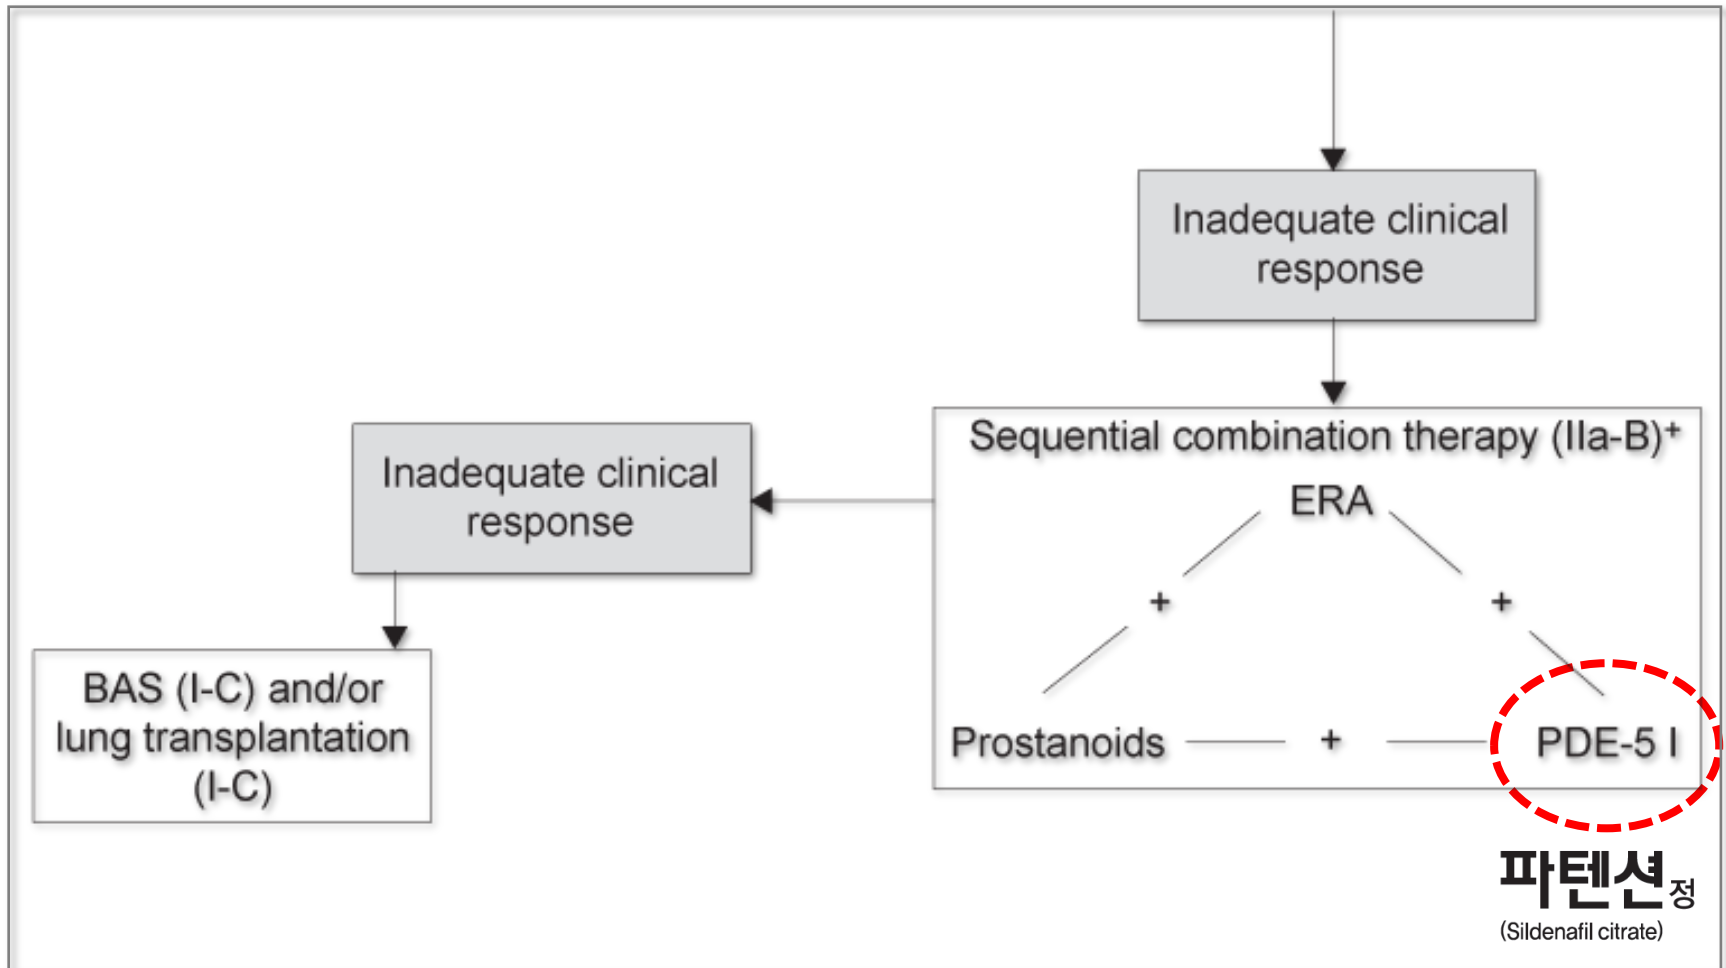 Inadequate clinical
response
Sequential combination therapy (IIa-B)+
ERA
+
+
Prostanoids
+
PDE-5 I
Inadequate clinical
response
BAS (I-C) and/or
lung transplantation
(I-C)
파텐션정
(Sildenafil citrate)